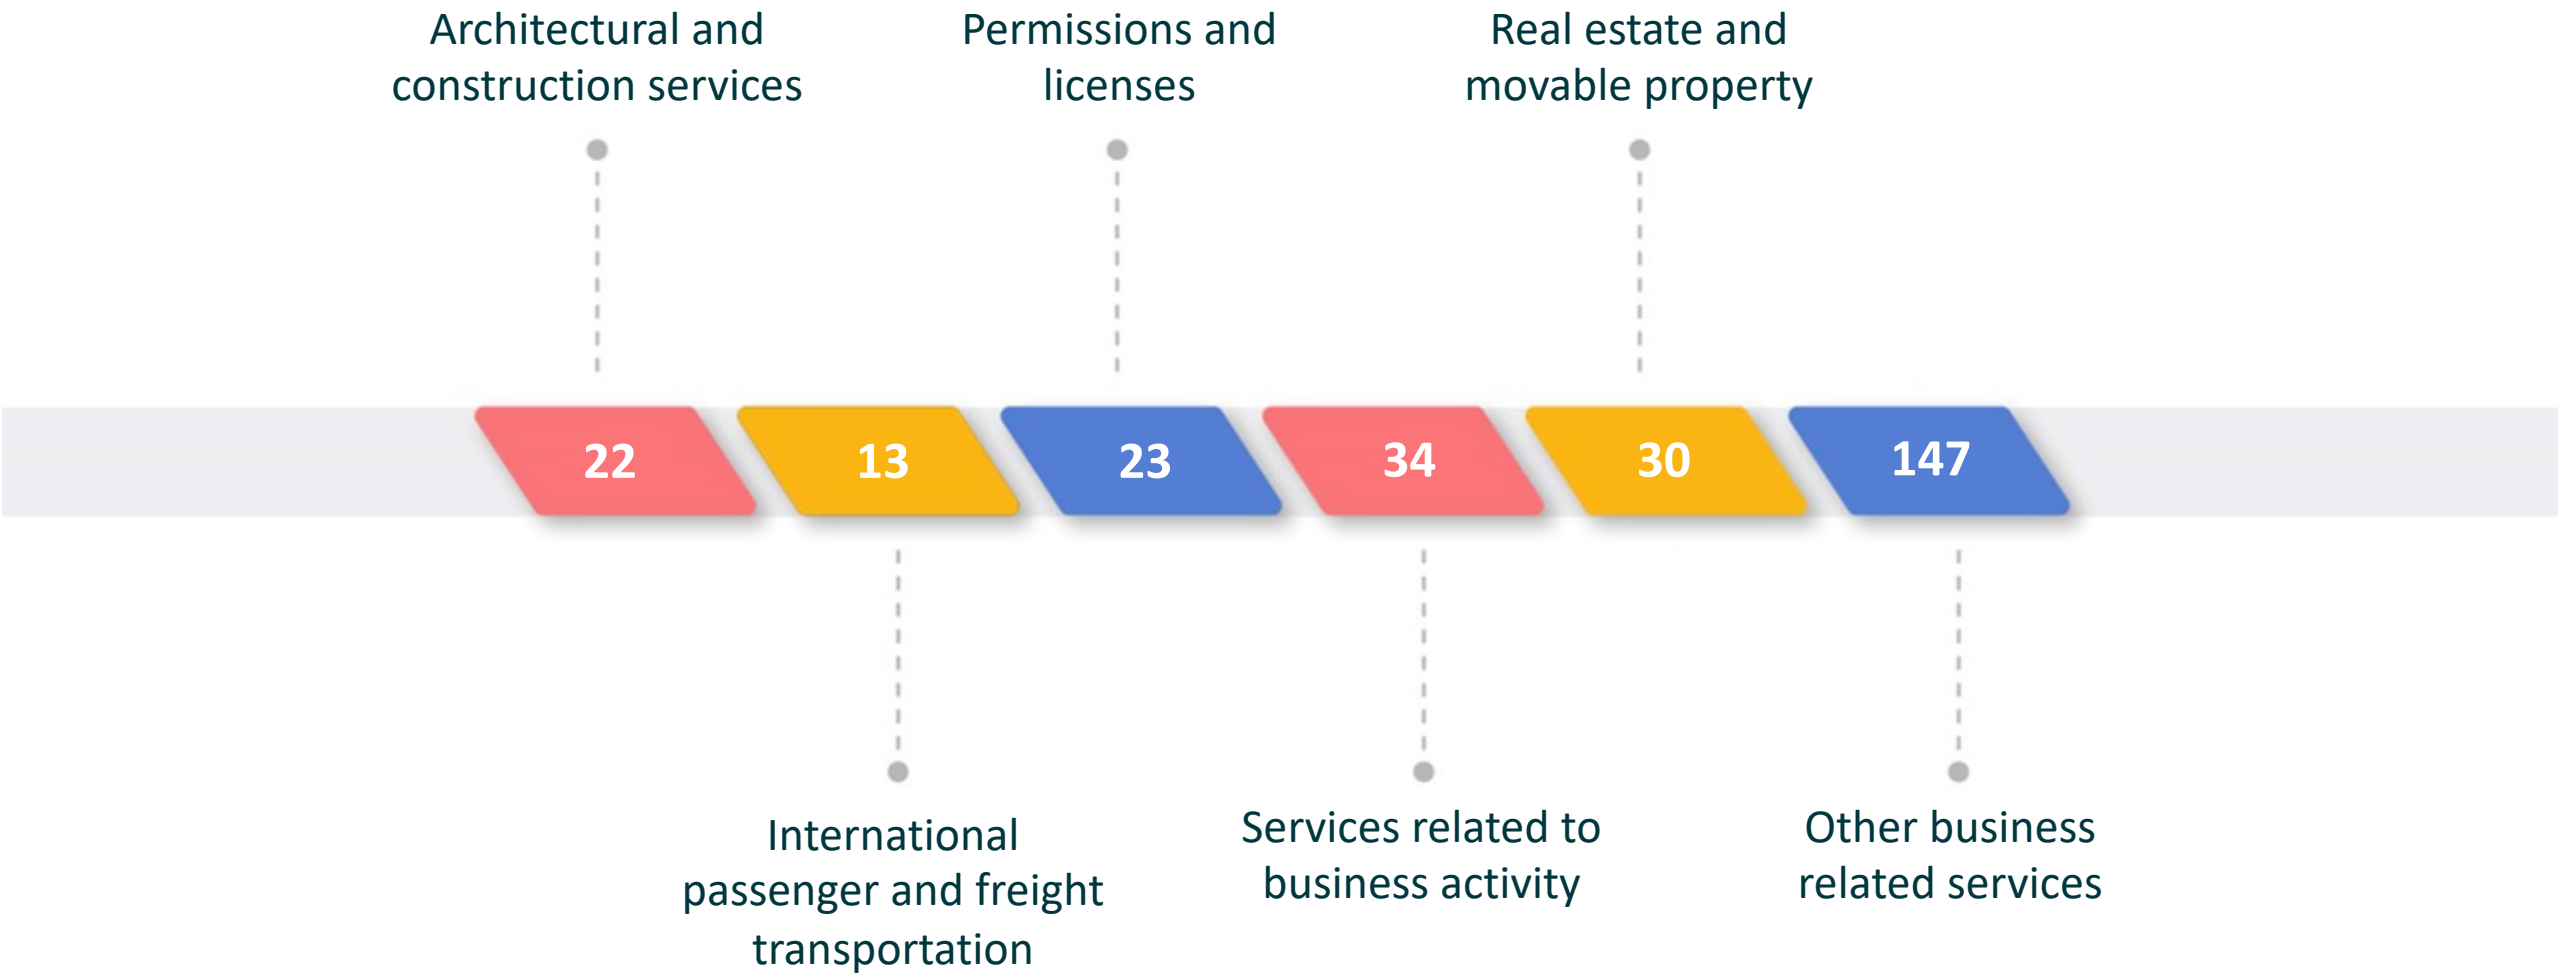 Architectural and
construction services
Permissions and
licenses
Real estate and
movable property
22
13
23
34
30
147
International
passenger and freight
transportation
Services related to
business activity
Other business
related services